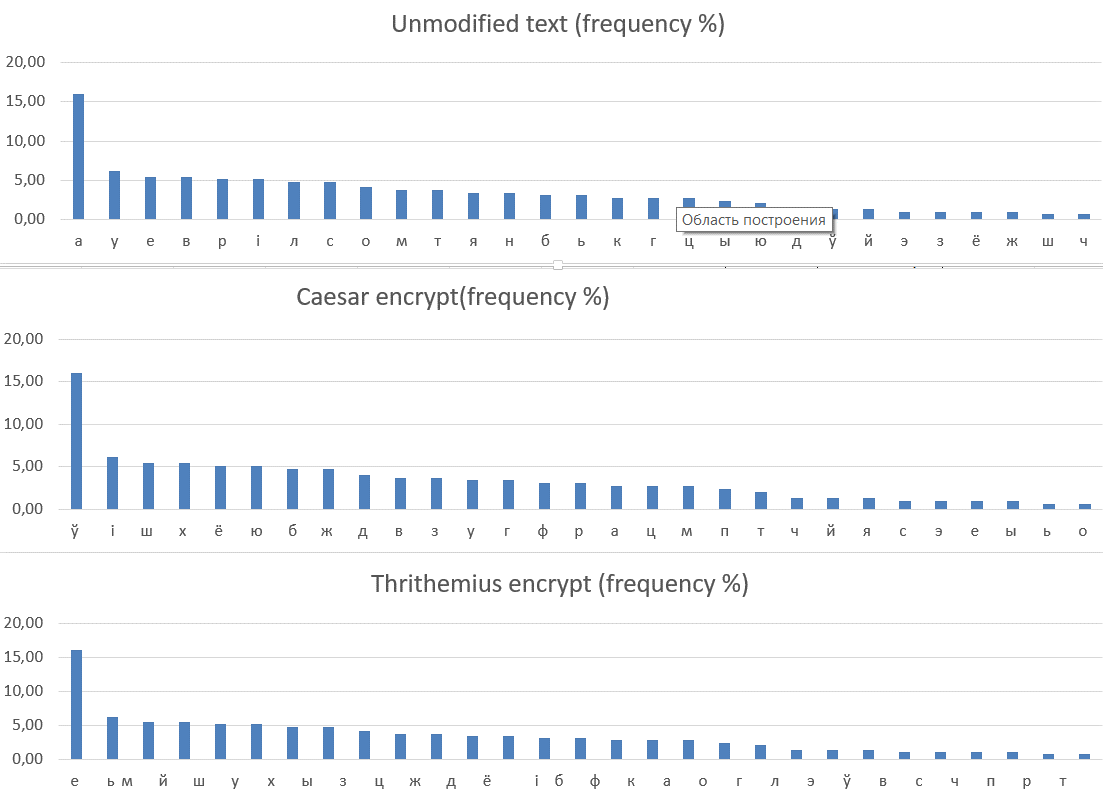 Unmodified text (frequency %)
20,00
15,00
10,00
5,00
0,00
Область построения
а у е в р і л с о м т я н б ь к г ц ы ю д ў й э з ё ж ш ч
Caesar encrypt(frequency %)
20,00
15,00
10,00
5,00
0,00
ў і ш х ё ю б ж д в з у г ф р а ц м п т ч й я с э е ы ь о
Thrithemius encrypt (frequency %)
20,00
15,00
10,00
5,00
0,00
е ь м й ш у х ы з ц ж д ё і б ф к а о г л э ў в с ч п р т